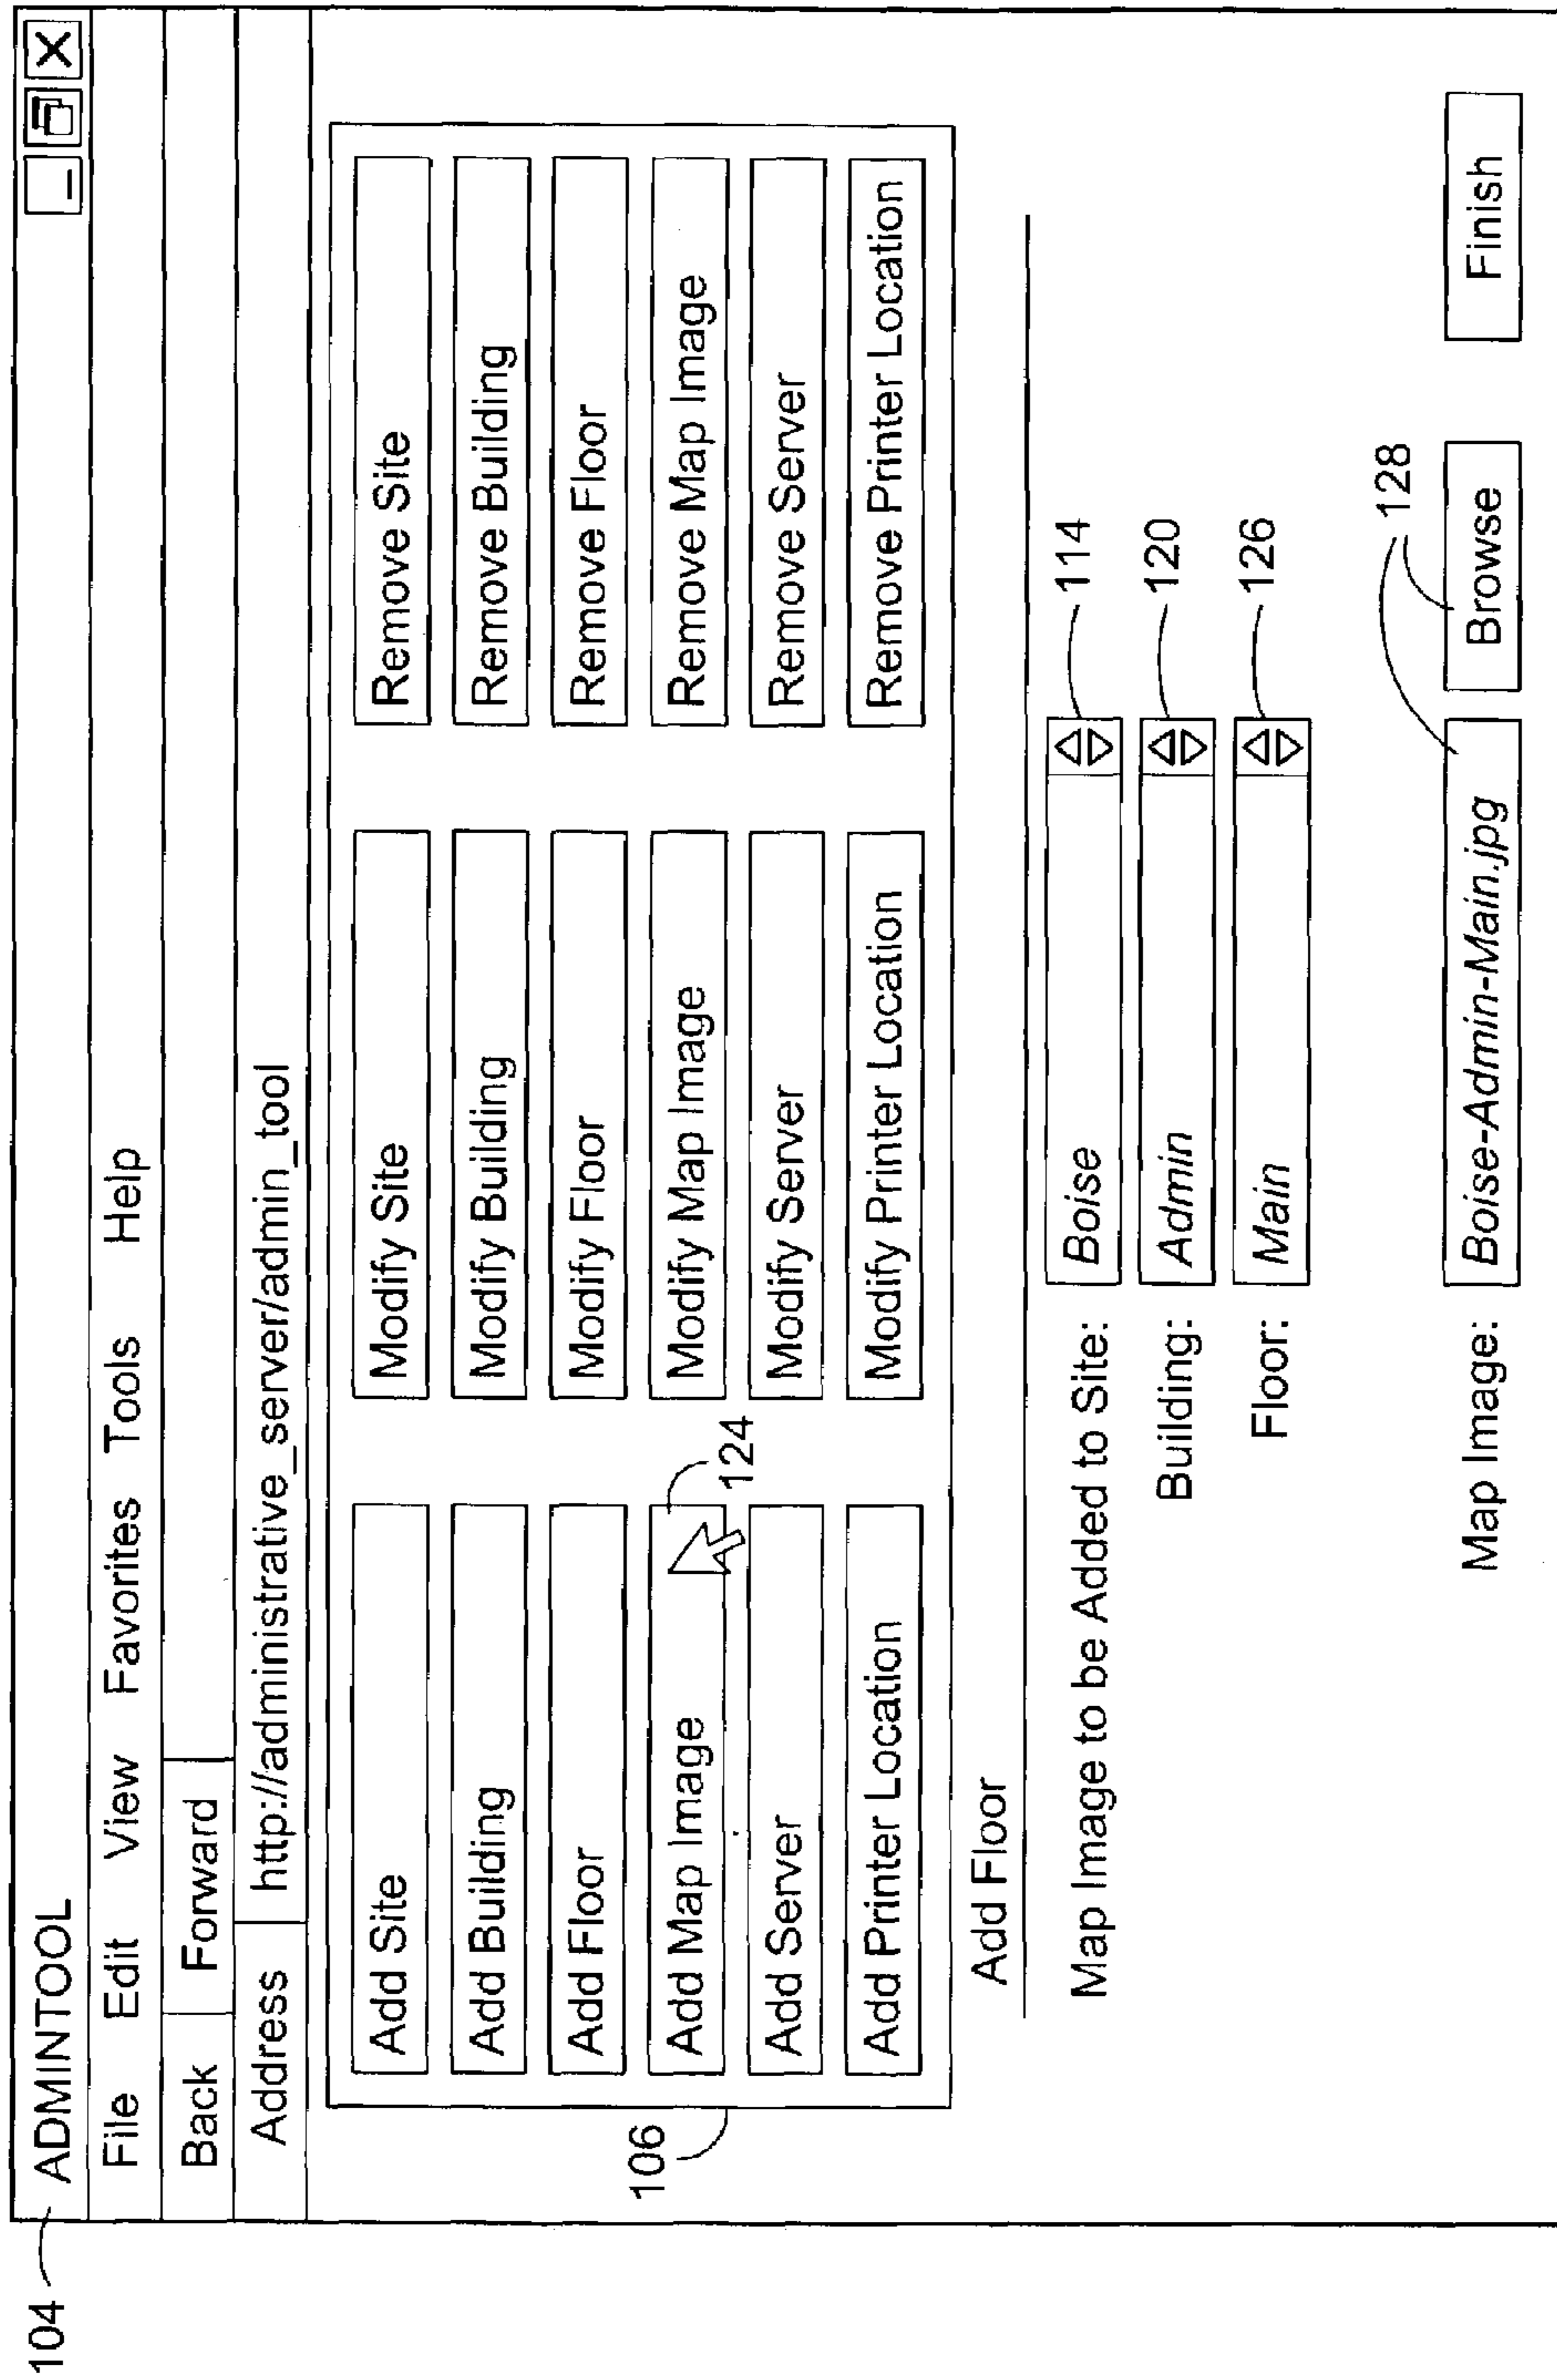 104 ADMINTOOL
File Edit View Favorites Tools Help
Back Forward
Address http://administrative_server/admin_tool
Add Site Modify Site Remove Site
Add Building Modify Building Remove Building
Add Floor Modify Floor Remove Floor
106 Add Map Image 124 Modify Map Image Remove Map Image
Add Server Modify Server Remove Server
Add Printer Location Modify Printer Location Remove Printer Location
Add Floor
Map Image to be Added to Site: Boise 114
Building: Admin 120
Floor: Main 126
128
Map Image: Boise-Admin-Main.jpg Browse Finish